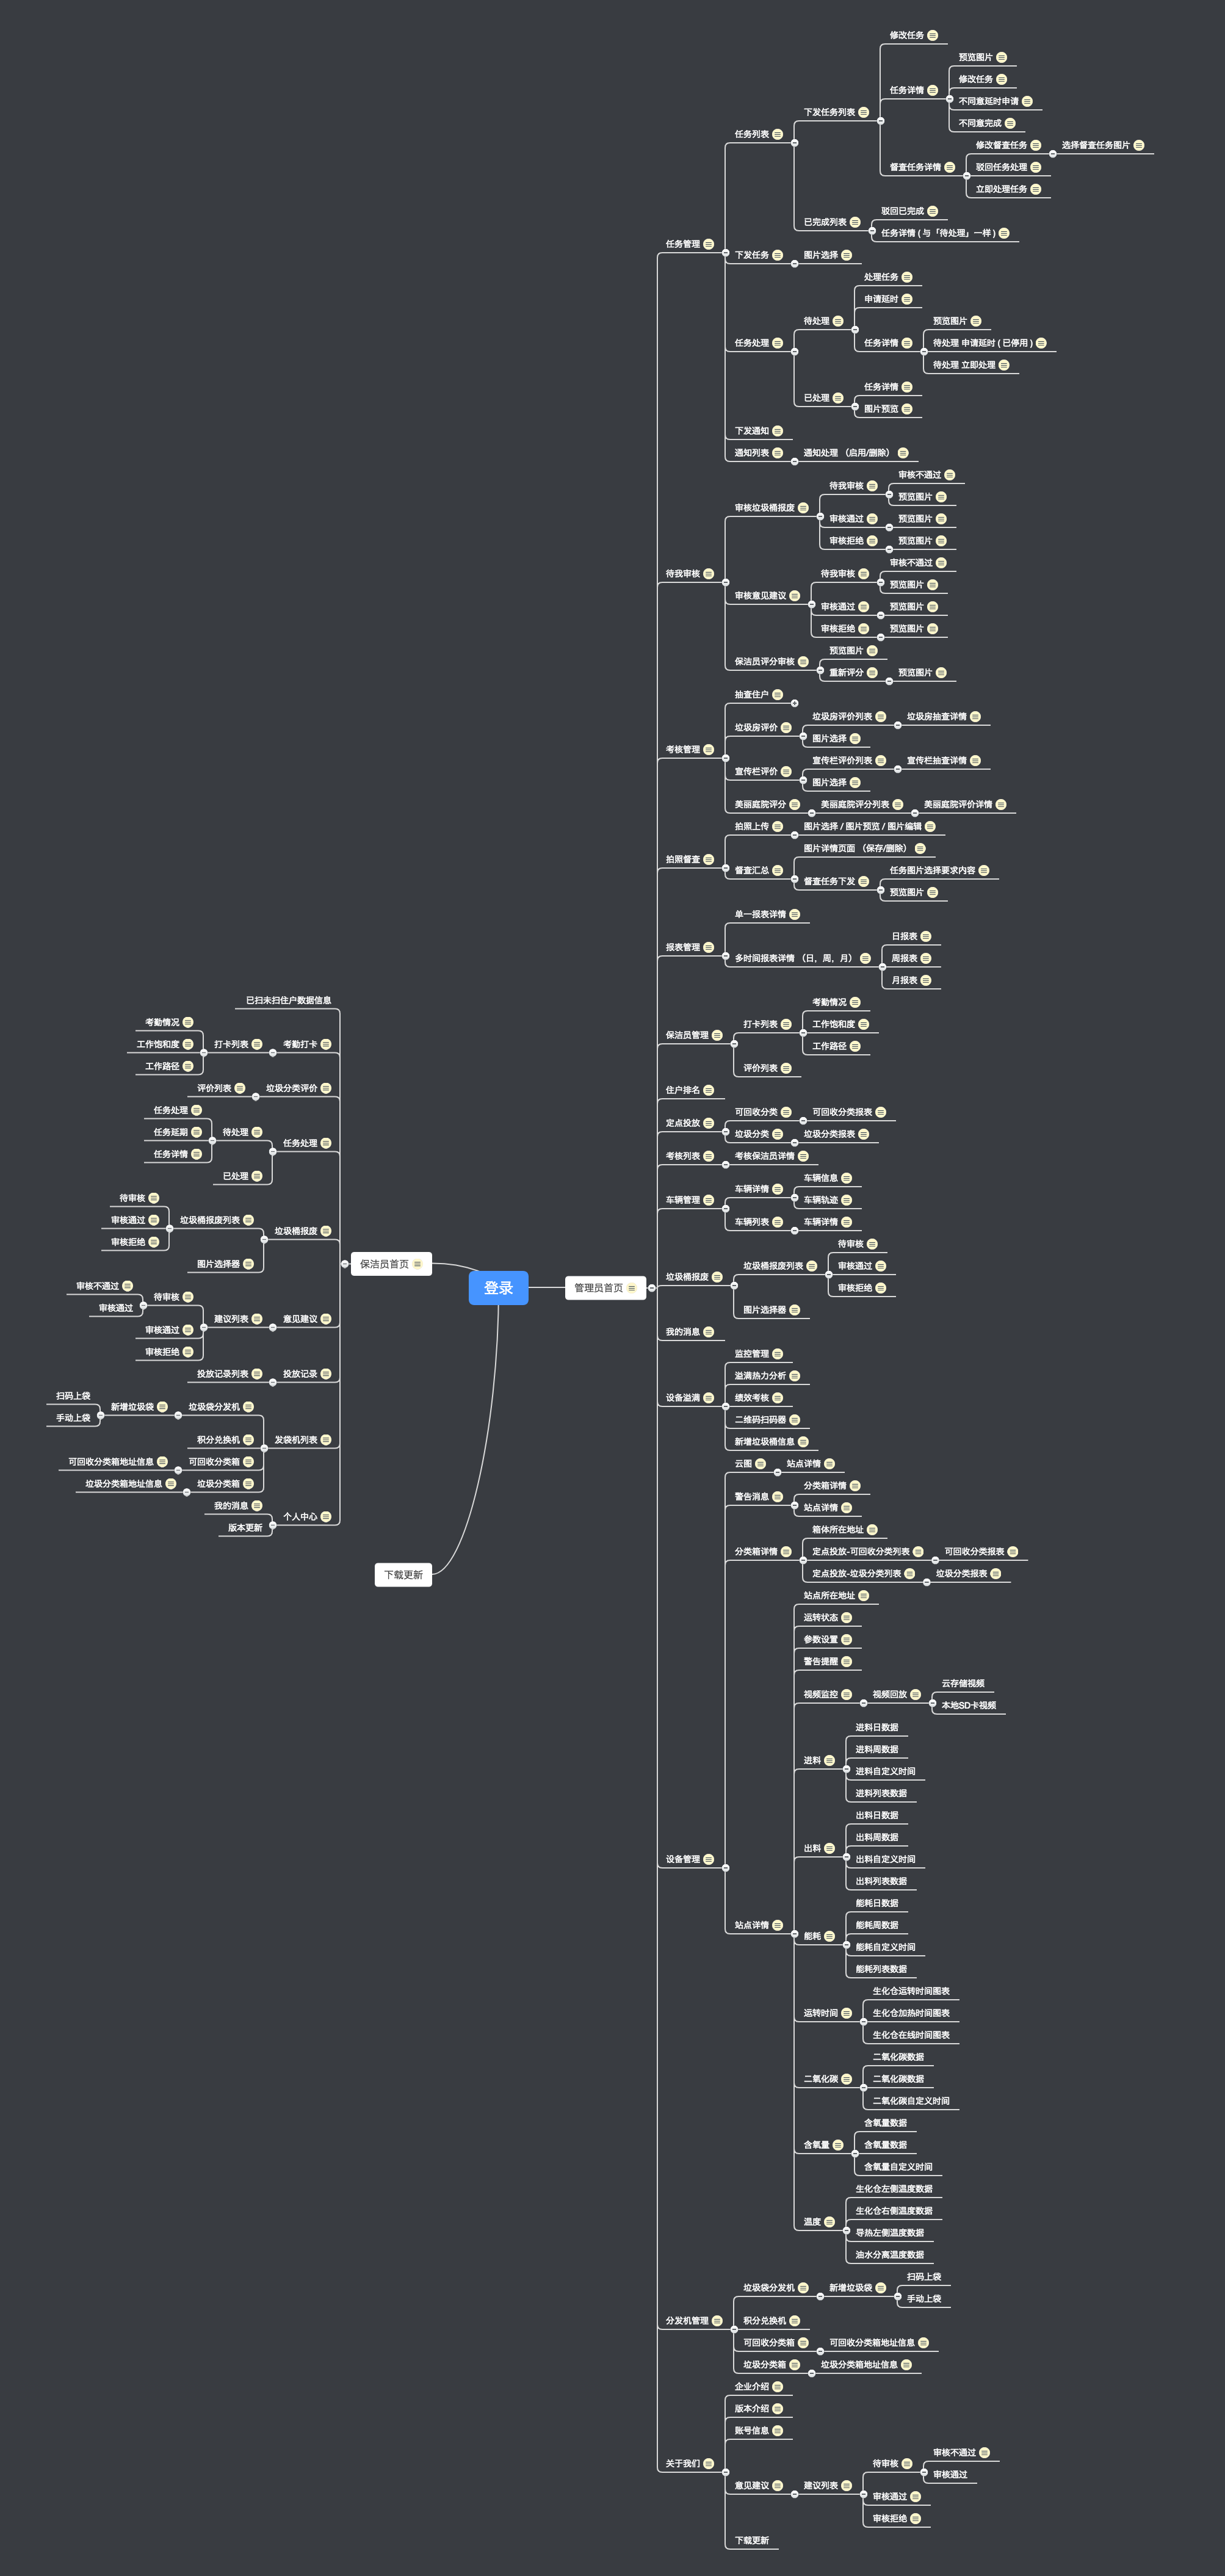 登录
管理员首页
任务管理
任务列表
下发任务列表
修改任务
任务详情
预览图片
修改任务
不同意延时申请
不同意完成
督查任务详情
修改督查任务
选择督查任务图片
驳回任务处理
立即处理任务
已完成列表
驳回已完成
任务详情 ( 与「待处理」一样 )
下发任务
图片选择
任务处理
待处理
处理任务
申请延时
任务详情
预览图片
待处理 申请延时 ( 已停用 )
待处理 立即处理
已处理
任务详情
图片预览
下发通知
通知列表
通知处理 （启用/删除）
待我审核
审核垃圾桶报废
待我审核
审核不通过
预览图片
审核通过
预览图片
审核拒绝
预览图片
审核意见建议
待我审核
审核不通过
预览图片
审核通过
预览图片
审核拒绝
预览图片
保洁员评分审核
预览图片
重新评分
预览图片
考核管理
抽查住户
垃圾房评价
垃圾房评价列表
垃圾房抽查详情
图片选择
宣传栏评价
宣传栏评价列表
宣传栏抽查详情
图片选择
美丽庭院评分
美丽庭院评分列表
美丽庭院评价详情
拍照督查
拍照上传
图片选择 / 图片预览 / 图片编辑
督查汇总
图片详情页面 （保存/删除）
督查任务下发
任务图片选择要求内容
预览图片
报表管理
单一报表详情
多时间报表详情 （日，周，月）
日报表
周报表
月报表
保洁员管理
打卡列表
考勤情况
工作饱和度
工作路径
评价列表
住户排名
定点投放
可回收分类
可回收分类报表
垃圾分类
垃圾分类报表
考核列表
考核保洁员详情
车辆管理
车辆详情
车辆信息
车辆轨迹
车辆列表
车辆详情
垃圾桶报废
垃圾桶报废列表
待审核
审核通过
审核拒绝
图片选择器
我的消息
设备溢满
监控管理
溢满热力分析
绩效考核
二维码扫码器
新增垃圾桶信息
设备管理
云图
站点详情
警告消息
分类箱详情
站点详情
分类箱详情
箱体所在地址
定点投放-可回收分类列表
可回收分类报表
定点投放-垃圾分类列表
垃圾分类报表
站点详情
站点所在地址
运转状态
参数设置
警告提醒
视频监控
视频回放
云存储视频
本地SD卡视频
进料
进料日数据
进料周数据
进料自定义时间
进料列表数据
出料
出料日数据
出料周数据
出料自定义时间
出料列表数据
能耗
能耗日数据
能耗周数据
能耗自定义时间
能耗列表数据
运转时间
生化仓运转时间图表
生化仓加热时间图表
生化仓在线时间图表
二氧化碳
二氧化碳数据
二氧化碳数据
二氧化碳自定义时间
含氧量
含氧量数据
含氧量数据
含氧量自定义时间
温度
生化仓左侧温度数据
生化仓右侧温度数据
导热左侧温度数据
油水分离温度数据
分发机管理
垃圾袋分发机
新增垃圾袋
扫码上袋
手动上袋
积分兑换机
可回收分类箱
可回收分类箱地址信息
垃圾分类箱
垃圾分类箱地址信息
关于我们
企业介绍
版本介绍
账号信息
意见建议
建议列表
待审核
审核不通过
审核通过
审核通过
审核拒绝
下载更新
保洁员首页
已扫未扫住户数据信息
考勤打卡
打卡列表
考勤情况
工作饱和度
工作路径
垃圾分类评价
评价列表
任务处理
待处理
任务处理
任务延期
任务详情
已处理
垃圾桶报废
垃圾桶报废列表
待审核
审核通过
审核拒绝
图片选择器
意见建议
建议列表
待审核
审核不通过
审核通过
审核通过
审核拒绝
投放记录
投放记录列表
发袋机列表
垃圾袋分发机
新增垃圾袋
扫码上袋
手动上袋
积分兑换机
可回收分类箱
可回收分类箱地址信息
垃圾分类箱
垃圾分类箱地址信息
个人中心
我的消息
版本更新
下载更新